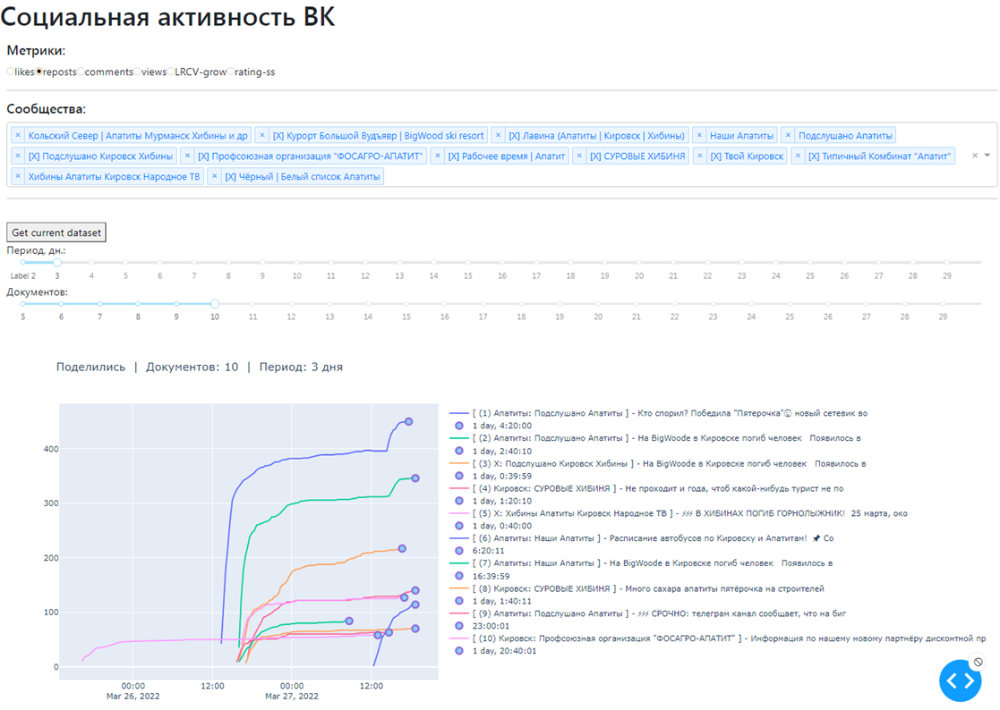 Социальная активность ВК
Метрики:
likes reposts comments views LRCV-grow rating-ss
Сообщества:
× Кольский Север | Апатиты Мурманск Хибины и др × [X] Курорт Большой Вудъявр | BigWood ski resort × [X] Лавина (Апатиты | Кировск | Хибины) × Наши Апатиты × Подслушано Апатиты
× [X] Подслушано Кировск Хибины × [X] Профсоюзная организация "ФОСАГРО-АПАТИТ" × [X] Рабочее время | Апатит × [X] СУРОВЫЕ ХИБИНЯ × [X] Твой Кировск × [X] Типичный Комбинат "Апатит" ×
× Хибины Апатиты Кировск Народное ТВ × [X] Чёрный | Белый список Апатиты
Get current dataset
Период, дн.:
Label 2 3 4 5 6 7 8 9 10 11 12 13 14 15 16 17 18 19 20 21 22 23 24 25 26 27 28 29
Документов:
5 6 7 8 9 10 11 12 13 14 15 16 17 18 19 20 21 22 23 24 25 26 27 28 29
Поделились | Документов: 10 | Период: 3 дня
400
300
200
100
0
00:00 12:00 00:00 12:00
Mar 26, 2022 Mar 27, 2022
[ (1) Апатиты: Подслушано Апатиты ] - Кто спорил? Победила "Пятерочка" новый сетевик во
1 day, 4:20:00
[ (2) Апатиты: Подслушано Апатиты ] - На BigWoode в Кировске погиб человек Появилось в
1 day, 2:40:10
[ (3) X: Подслушано Кировск Хибины ] - На BigWoode в Кировске погиб человек Появилось в
1 day, 0:39:59
[ (4) Кировск: СУРОВЫЕ ХИБИНЯ ] - Не проходит и года, чтоб какой-нибудь турист не по
1 day, 1:20:10
[ (5) X: Хибины Апатиты Кировск Народное ТВ ] - ⚡⚡⚡ В ХИБИНАХ ПОГИБ ГОРНОЛЫЖНИК! 25 марта, око
1 day, 0:40:00
[ (6) Апатиты: Наши Апатиты ] - Расписание автобусов по Кировску и Апатитам! 📌 Со
6:20:11
[ (7) Апатиты: Наши Апатиты ] - На BigWoode в Кировске погиб человек Появилось в
16:39:59
[ (8) Кировск: СУРОВЫЕ ХИБИНЯ ] - Много сахара апатиты пятёрочка на строителей
1 day, 1:40:11
[ (9) Апатиты: Подслушано Апатиты ] - ⚡⚡⚡ СРОЧНО: телеграм канал сообщает, что на биг
23:00:01
[ (10) Кировск: Профсоюзная организация "ФОСАГРО-АПАТИТ" ] - Информация по нашему новому партнёру дисконтной пр
1 day, 20:40:01